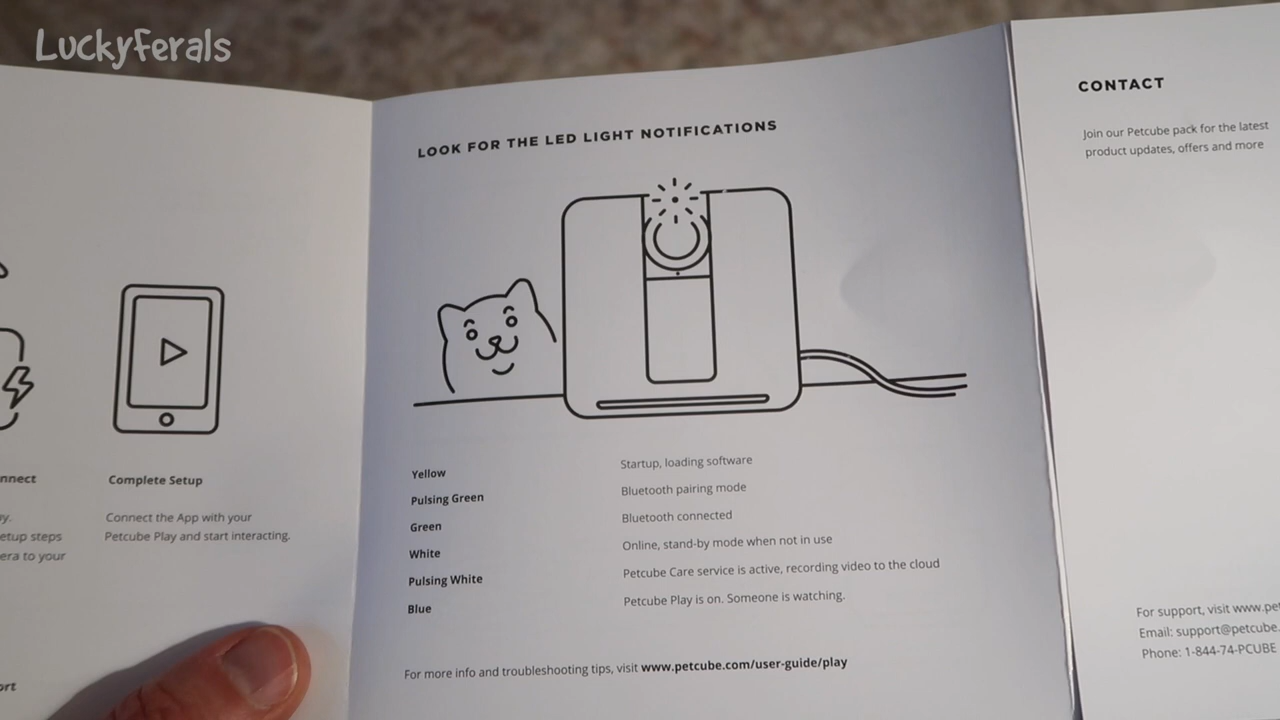 LuckyFerals
nnect
y.
etup steps
era to your
ort
Complete Setup
Connect the App with your
Petcube Play and start interacting.
LOOK FOR THE LED LIGHT NOTIFICATIONS
Yellow Startup, loading software
Pulsing Green Bluetooth pairing mode
Green Bluetooth connected
White Online, stand-by mode when not in use
Pulsing White Petcube Care service is active, recording video to the cloud
Blue Petcube Play is on. Someone is watching.
For more info and troubleshooting tips, visit www.petcube.com/user-guide/play
CONTACT
Join our Petcube pack for the latest
product updates, offers and more
For support, visit www.pet
Email: support@petcube.
Phone: 1-844-74-PCUBE